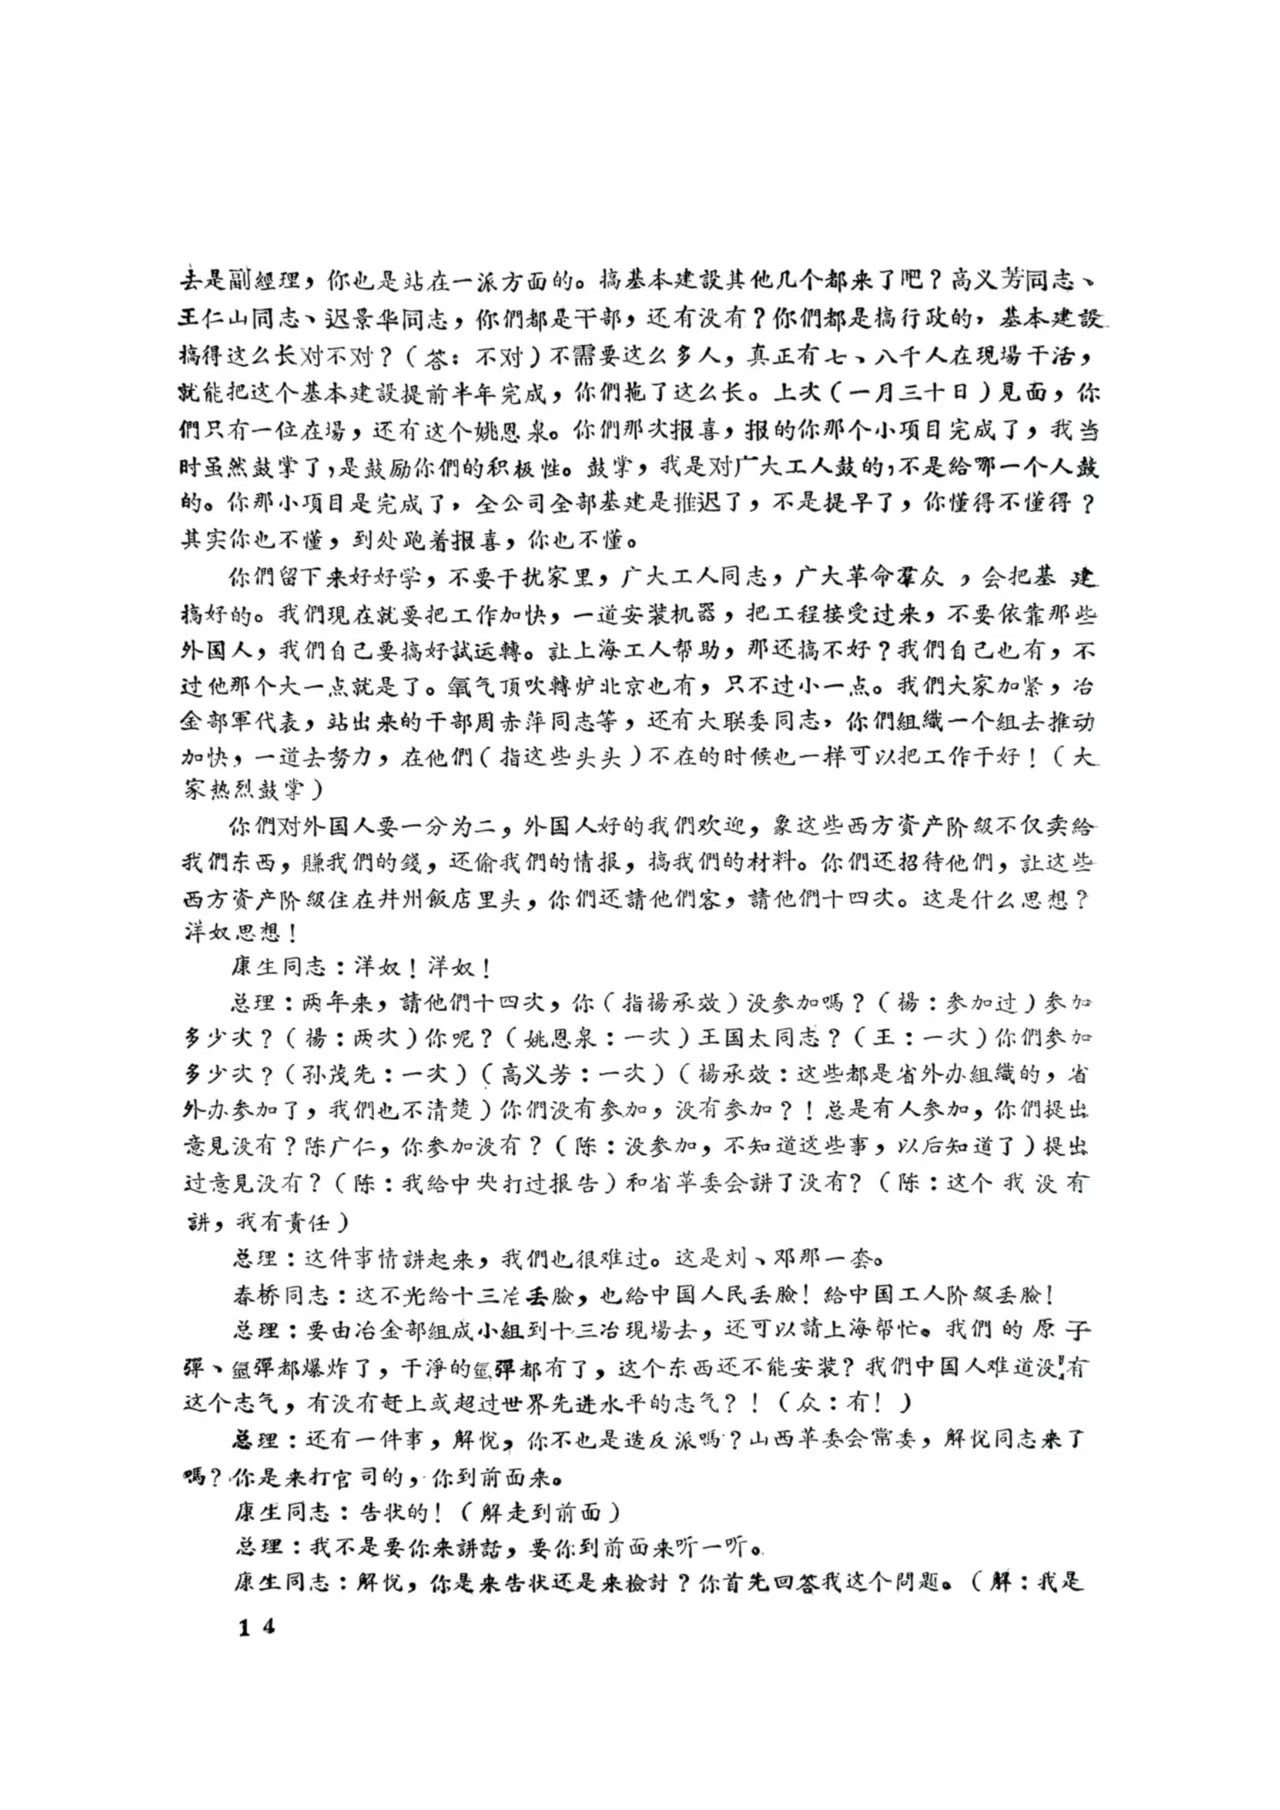 去是副經理，你也是站在一派方面的。搞基本建設其他几个都来了吧？高义芳同志、
王仁山同志、迟景华同志，你們都是干部，还有没有？你們都是搞行政的，基本建設
搞得这么长对不对？（答：不对）不需要这么多人，真正有七、八千人在現場干活，
就能把这个基本建設提前半年完成，你們拖了这么长。上次（一月三十日）見面，你
們只有一位在場，还有这个姚恩泉。你們那次报喜，报的你那个小項目完成了，我当
时虽然鼓掌了，是鼓励你們的积极性。鼓掌，我是对广大工人鼓的，不是給哪一个人鼓
的。你那小項目是完成了，全公司全部基建是推迟了，不是提早了，你懂得不懂得？
其实你也不懂，到处跑着报喜，你也不懂。
你們留下来好好学，不要干扰家里，广大工人同志，广大革命羣众，会把基建
搞好的。我們現在就要把工作加快，一道安装机器，把工程接受过来，不要依靠那些
外国人，我們自己要搞好試运轉。訨上海工人帮助，那还搞不好？我們自己也有，不
过他那个大一点就是了。氧气頂吹轉炉北京也有，只不过小一点。我們大家加紧，冶
金部軍代表，站出来的干部周赤萍同志等，还有大联委同志，你們組織一个組去推动
加快，一道去努力，在他們（指这些头头）不在的时候也一样可以把工作干好！（大
家热烈鼓掌）
你們对外国人要一分为二，外国人好的我們欢迎，象这些西方資产阶級不仅卖給
我們东西，賺我們的錢，还偷我們的情报，搞我們的材料。你們还招待他們，訨这些
西方資产阶級住在幷州飯店里头，你們还請他們客，請他們十四次。这是什么思想？
洋奴思想！
康生同志：洋奴！洋奴！
总理：两年来，請他們十四次，你（指揚承效）没参加嗎？（楊：参加过）参加
多少次？（揚：两次）你呢？（姚恩泉：一次）王国太同志？（王：一次）你們参加
多少次？（孙茂先：一次）（高义芳：一次）（楊承效：这些都是省外办組織的，省
外办参加了，我們也不清楚）你們没有参加，没有参加？！总是有人参加，你們提出
意見没有？陈广仁，你参加没有？（陈：没参加，不知道这些事，以后知道了）提出
过意見没有？（陈：我給中央打过报告）和省革委会講了没有？（陈：这个我没有
講，我有責任）
总理：这件事情講起来，我們也很难过。这是刘、邓那一套。
春桥同志：这不光給十三冶丢脸，也給中国人民丢脸！給中国工人阶級丢脸！
总理：要由冶金部組成小組到十三冶現場去，还可以請上海帮忙。我們的原子
彈、氫彈都爆炸了，干淨的氫彈都有了，这个东西还不能安装？我們中国人难道没有
这个志气，有没有赶上或超过世界先进水平的志气？！（众：有！）
总理：还有一件事，解悅，你不也是造反派嗎？山西革委会常委，解悅同志来了
嗎？你是来打官司的，你到前面来。
康生同志：告状的！（解走到前面）
总理：我不是要你来講話，要你到前面来听一听。
康生同志：解悅，你是来告状还是来檢討？你首先回答我这个問題。（解：我是
14